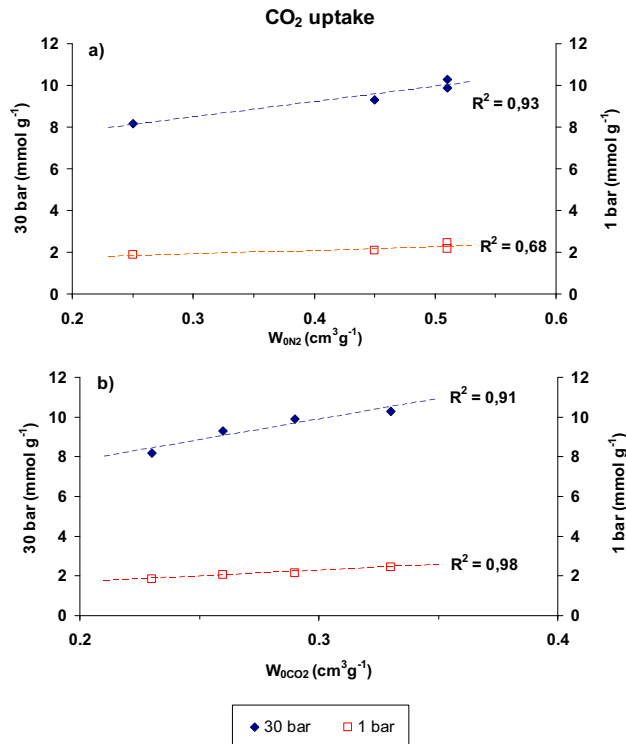 CO₂ uptake
a)
12
10
8
6
4
2
0
30 bar (mmol g⁻¹)
12
10
8
6
4
2
0
1 bar (mmol g⁻¹)
R² = 0,93
R² = 0,68
0.2 0.3 0.4 0.5 0.6
W₀N2 (cm³g⁻¹)
b)
12
10
8
6
4
2
0
30 bar (mmol g⁻¹)
12
10
8
6
4
2
0
1 bar (mmol g⁻¹)
R² = 0,91
R² = 0,98
0.2 0.3 0.4
W₀CO2 (cm³g⁻¹)
30 bar 1 bar